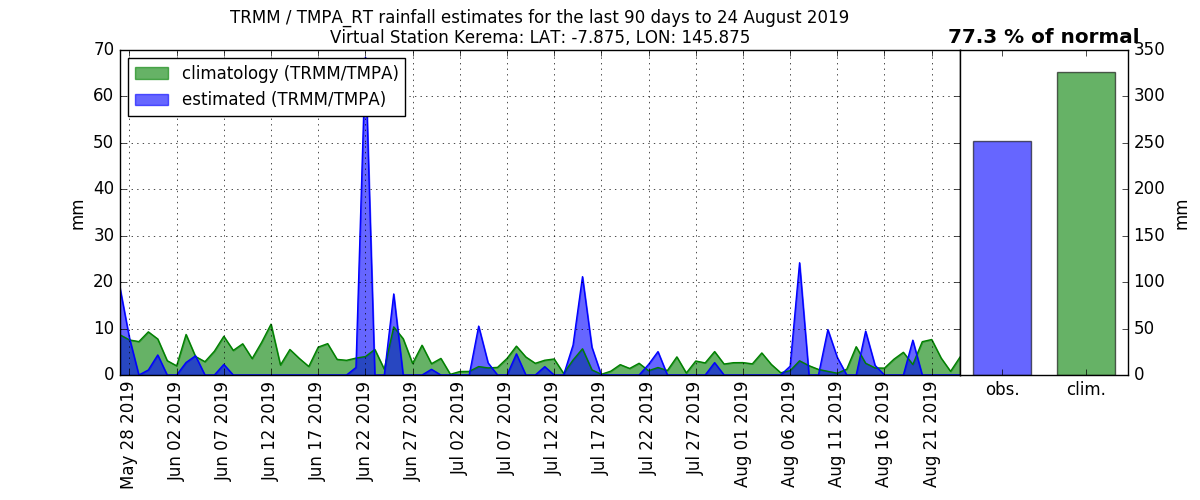 TRMM / TMPA_RT rainfall estimates for the last 90 days to 24 August 2019
Virtual Station Kerema: LAT: -7.875, LON: 145.875
77.3 % of normal
climatology (TRMM/TMPA)
estimated (TRMM/TMPA)
70
60
50
40
30
20
10
0
mm
May 28 2019
Jun 02 2019
Jun 07 2019
Jun 12 2019
Jun 17 2019
Jun 22 2019
Jun 27 2019
Jul 02 2019
Jul 07 2019
Jul 12 2019
Jul 17 2019
Jul 22 2019
Jul 27 2019
Aug 01 2019
Aug 06 2019
Aug 11 2019
Aug 16 2019
Aug 21 2019
obs.
clim.
350
300
250
200
150
100
50
0
mm